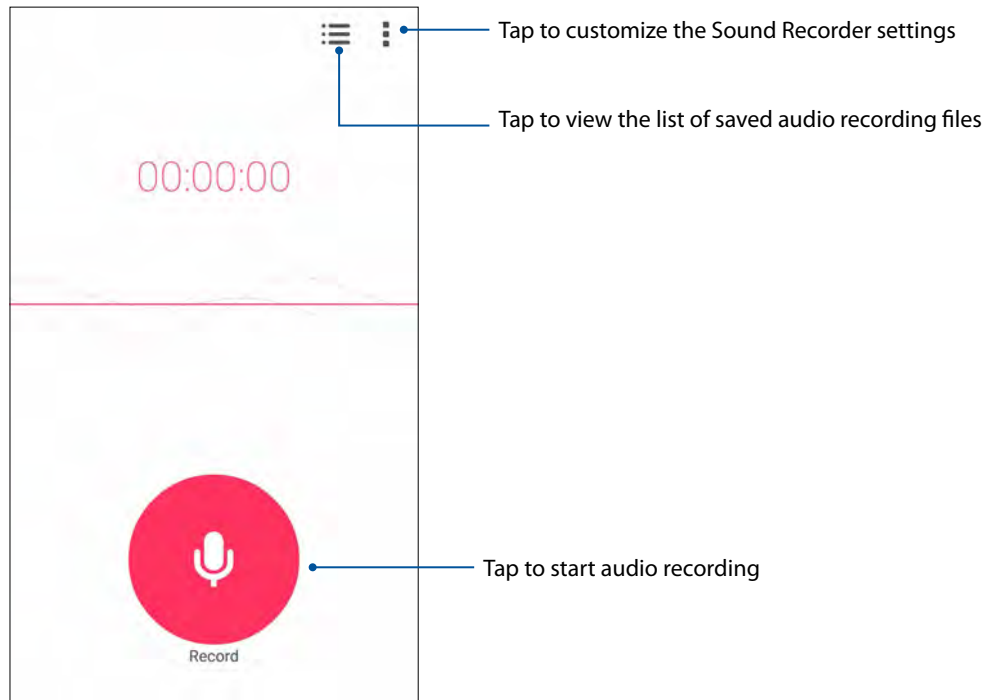 Tap to customize the Sound Recorder settings
Tap to view the list of saved audio recording files
00:00:00
Tap to start audio recording
Record